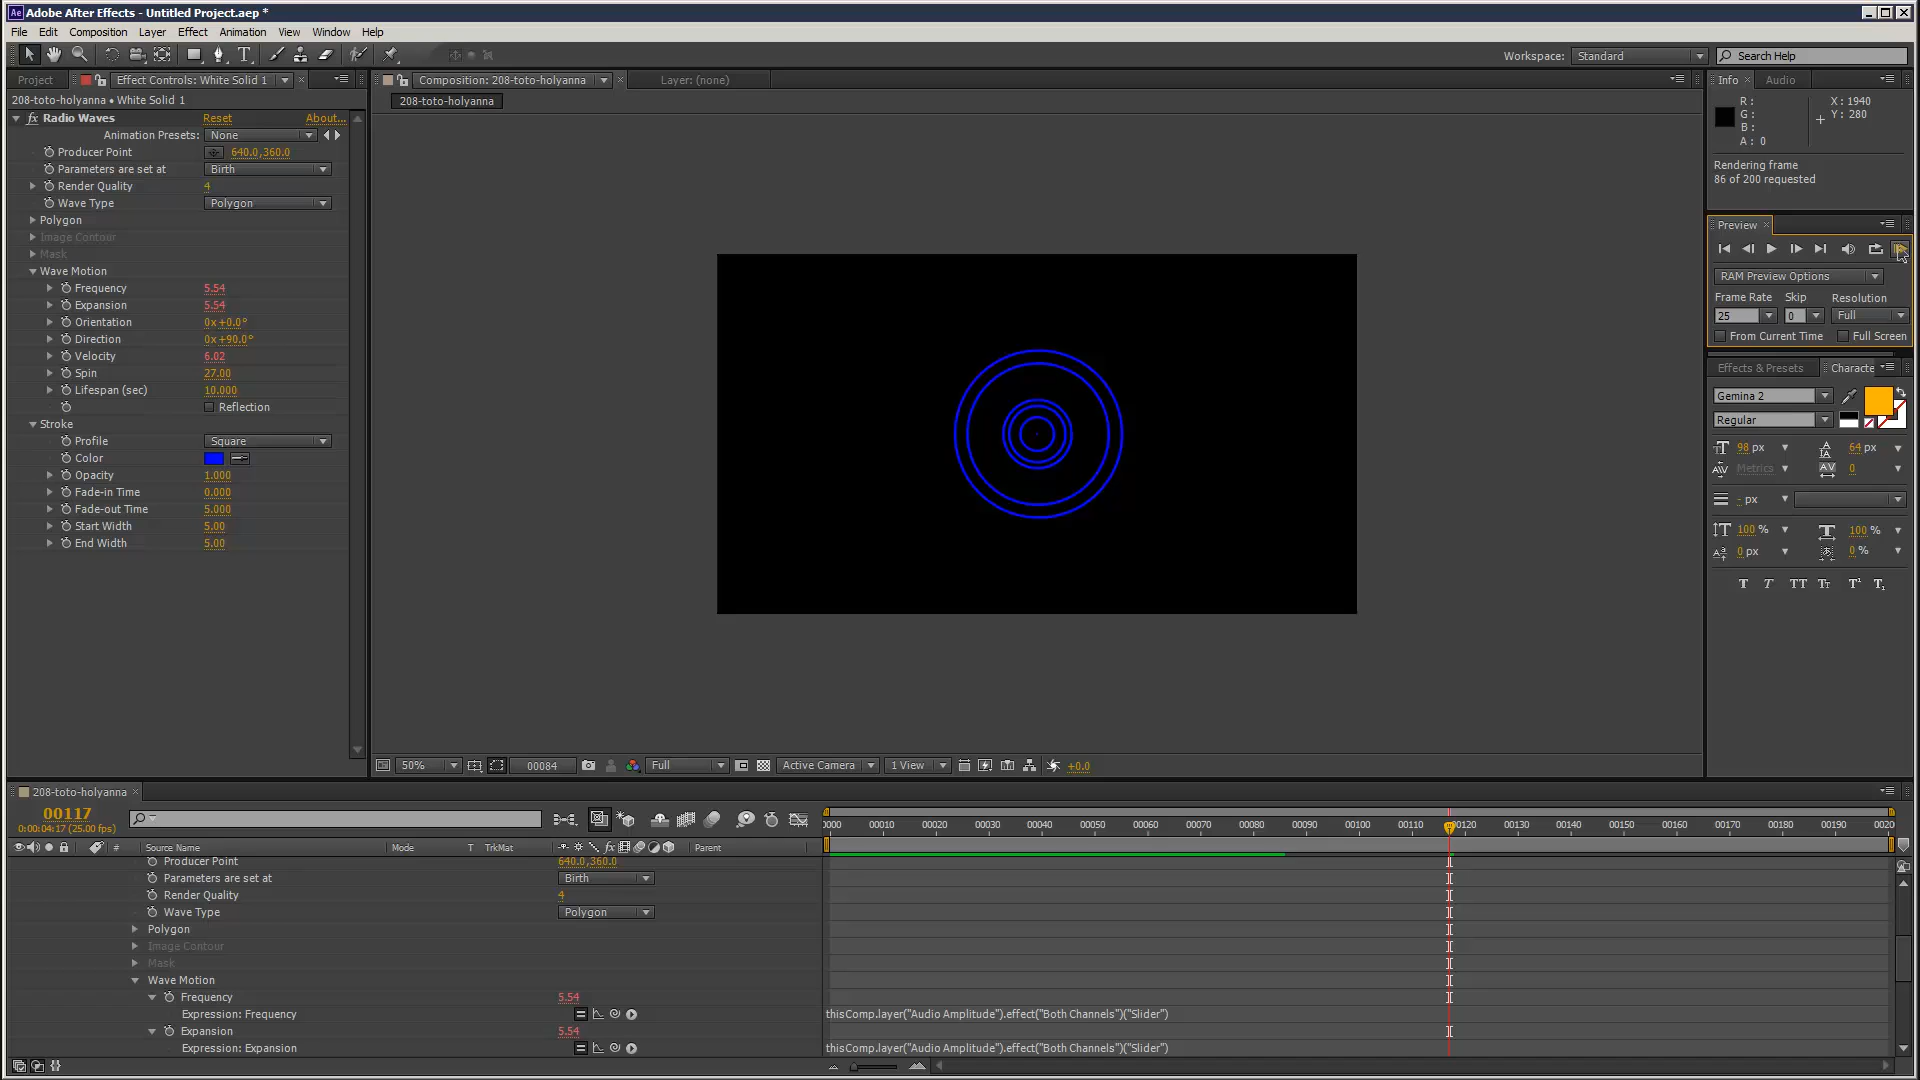 Adobe After Effects - Untitled Project.aep *
File Edit Composition Layer Effect Animation View Window Help
Workspace: Standard Search Help
Project Effect Controls: White Solid 1 Composition: 208-toto-holyanna Layer: (none) Info Audio
208-toto-holyanna • White Solid 1
208-toto-holyanna
Radio Waves Reset About...
Animation Presets: None
Producer Point 640.0,360.0
Parameters are set at Birth
Render Quality 4
Wave Type Polygon
Polygon
Image Contour
Mask
Wave Motion
Frequency 5.54
Expansion 5.54
Orientation 0x+0.0°
Direction 0x+90.0°
Velocity 6.02
Spin 27.00
Lifespan (sec) 10.000
Reflection
Stroke
Profile Square
Color
Opacity 1.000
Fade-in Time 0.000
Fade-out Time 5.000
Start Width 5.00
End Width 5.00
R: X: 1940
G: Y: 280
B:
A: 0
Rendering frame
86 of 200 requested
Preview
RAM Preview Options
Frame Rate Skip Resolution
25 0 Full
From Current Time Full Screen
Effects & Presets Characte
Gemina 2
Regular
98 px 64 px
Metrics 0
- px
100 % 100 %
0 px 0 %
T T TT Tt T¹ T₁
50% 00084 Full Active Camera 1 View +0.0
208-toto-holyanna
00117
0:00:04:17 (25.00 fps)
0000 00010 00020 00030 00040 00050 00060 00070 00080 00090 00100 00110 00120 00130 00140 00150 00160 00170 00180 00190 0020
# Source Name Mode T TrkMat fx Parent
Producer Point 640.0,360.0
Parameters are set at Birth
Render Quality 4
Wave Type Polygon
Polygon
Image Contour
Mask
Wave Motion
Frequency 5.54
Expression: Frequency thisComp.layer("Audio Amplitude").effect("Both Channels")("Slider")
Expansion 5.54
Expression: Expansion thisComp.layer("Audio Amplitude").effect("Both Channels")("Slider")